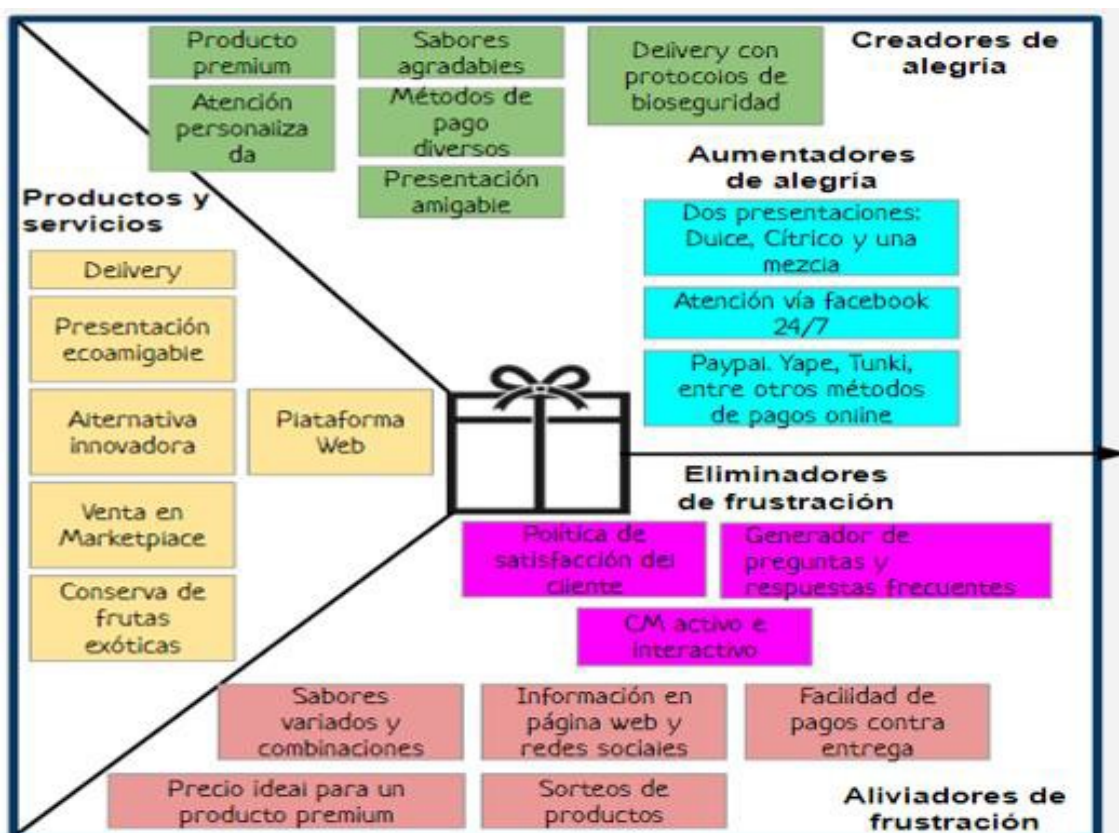 Producto
premium
Sabores
agradables
Delivery con
protocolos de
bioseguridad
Creadores de
alegría
Atención
personaliza
da
Métodos de
pago
diversos
Presentación
amigable
Aumentadores
de alegría
Dos presentaciones:
Dulce, Cítrico y una
mezcla
Atención vía facebook
24/7
Paypal. Yape, Tunki,
entre otros métodos
de pagos online
Productos y
servicios
Delivery
Presentación
ecoamigable
Alternativa
innovadora
Plataforma
Web
Venta en
Marketplace
Conserva de
frutas
exóticas
Eliminadores
de frustración
Política de
satisfacción del
cliente
Generador de
preguntas y
respuestas frecuentes
CM activo e
interactivo
Sabores
variados y
combinaciones
Información en
página web y
redes sociales
Facilidad de
pagos contra
entrega
Precio ideal para un
producto premium
Sorteos de
productos
Aliviadores de
frustración